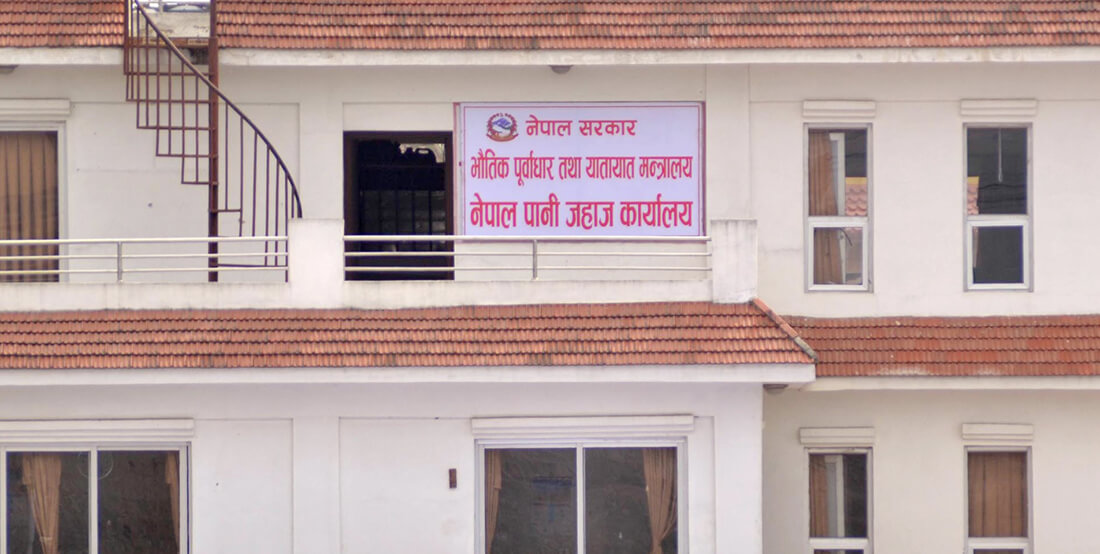 नेपाल सरकार
भौतिक पूर्वाधार तथा यातायात मन्त्रालय
नेपाल पानी जहाज कार्यालय